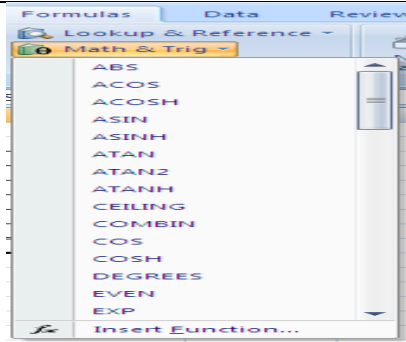 Formulas Data Review
Lookup & Reference
Math & Trig
ABS
ACOS
ACOSH
ASIN
ASINH
ATAN
ATAN2
ATANH
CEILING
COMBIN
COS
COSH
DEGREES
EVEN
EXP
fx Insert Function...